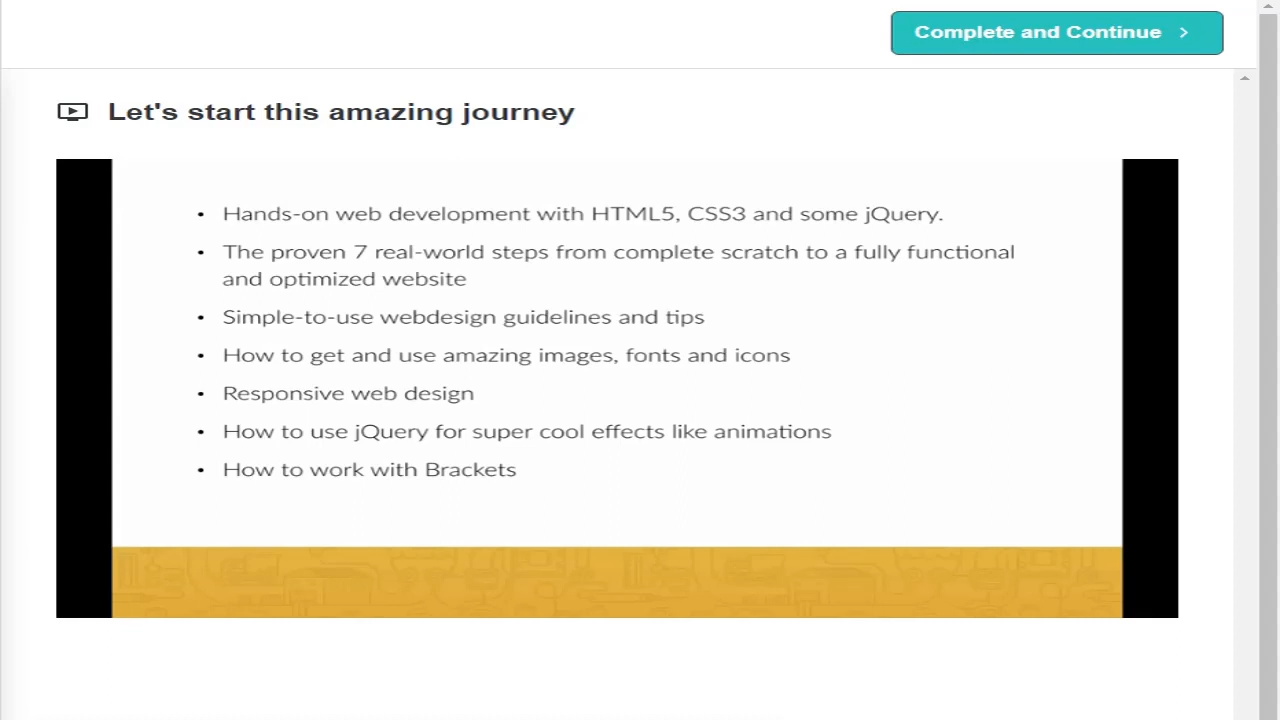 Complete and Continue
Let's start this amazing journey
• Hands-on web development with HTML5, CSS3 and some jQuery.
• The proven 7 real-world steps from complete scratch to a fully functional
and optimized website
• Simple-to-use webdesign guidelines and tips
• How to get and use amazing images, fonts and icons
• Responsive web design
• How to use jQuery for super cool effects like animations
• How to work with Brackets